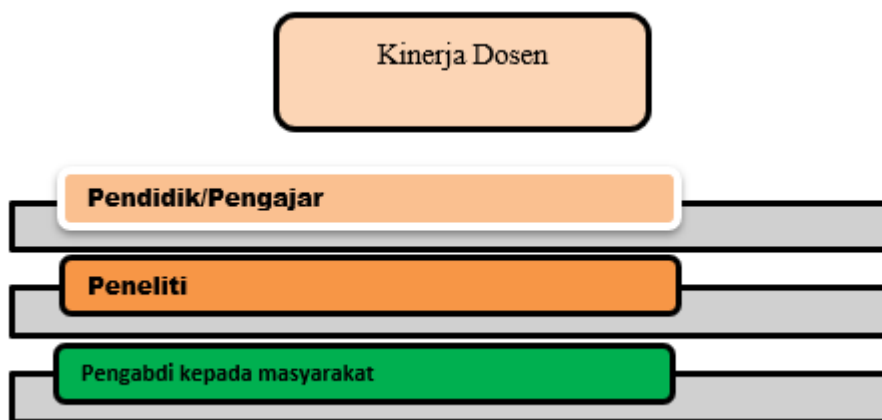 Kinerja Dosen
Pendidik/Pengajar
Peneliti
Pengabdi kepada masyarakat